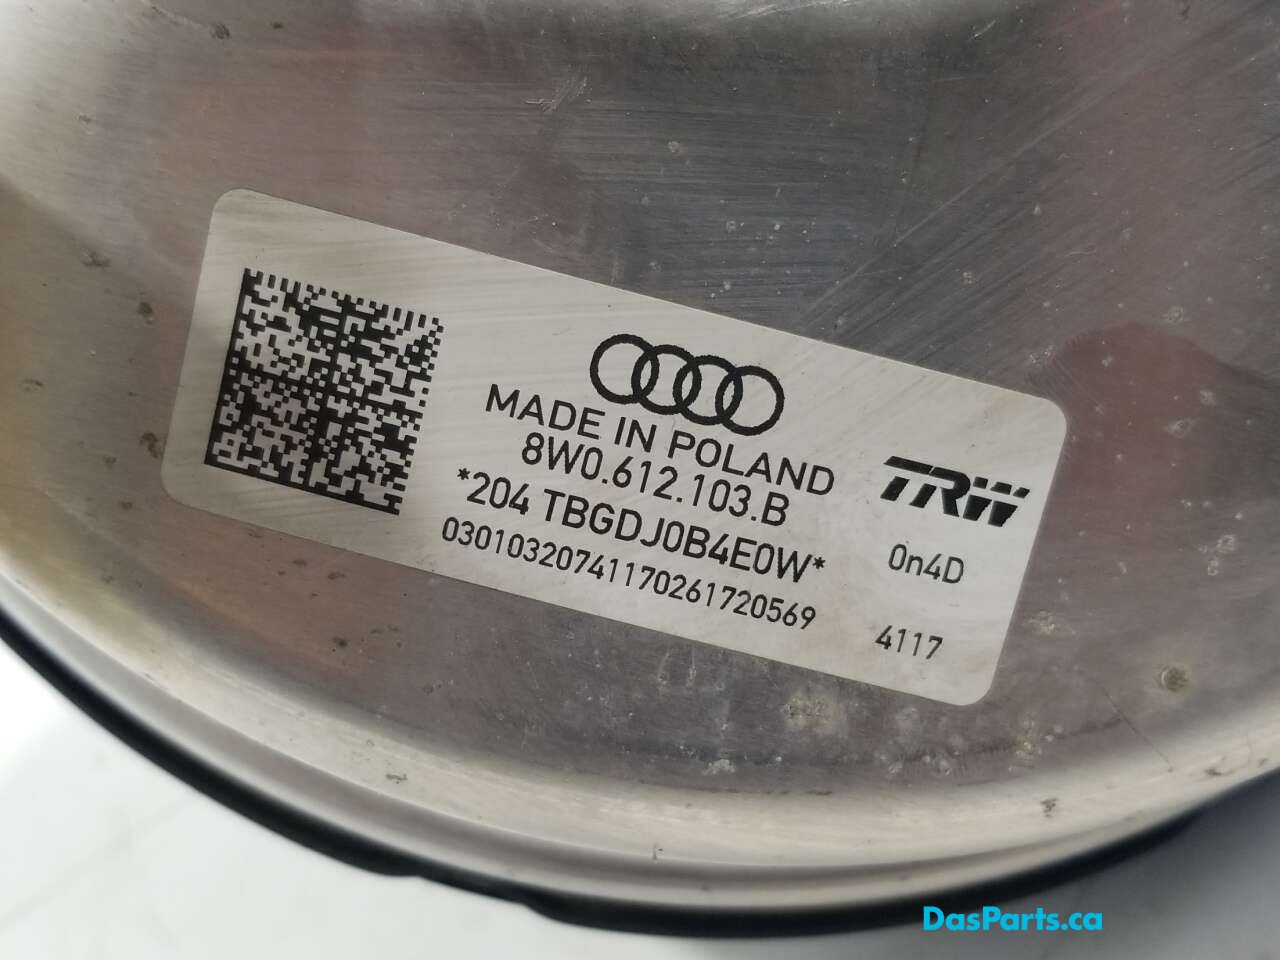 MADE IN POLAND
8W0.612.103.B
*204 TBGDJ0B4E0W*
03010320741170261720569
TRW
0n4D
4117
DasParts.ca